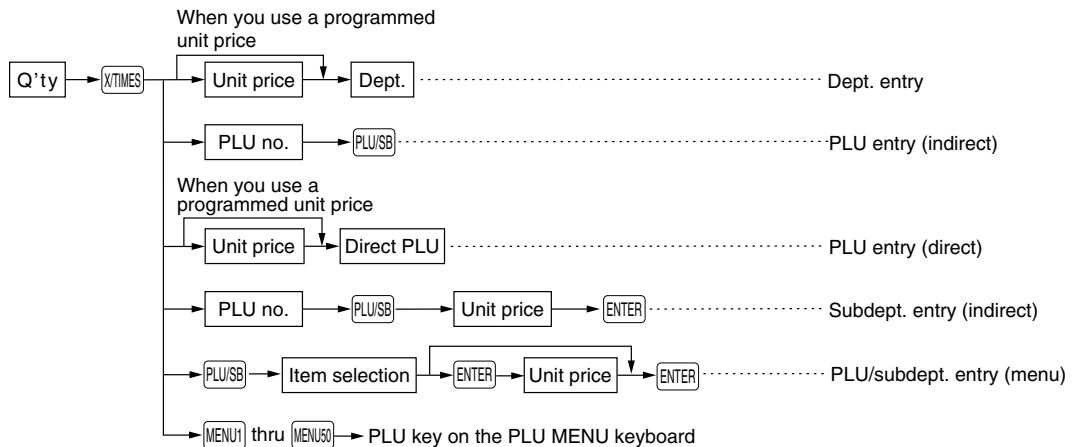 When you use a programmed
unit price
Q'ty X/TIMES Unit price Dept. Dept. entry
PLU no. PLU/SB PLU entry (indirect)
When you use a
programmed unit price
Unit price Direct PLU PLU entry (direct)
PLU no. PLU/SB Unit price ENTER Subdept. entry (indirect)
PLU/SB Item selection ENTER Unit price ENTER PLU/subdept. entry (menu)
MENU1 thru MENU50 PLU key on the PLU MENU keyboard